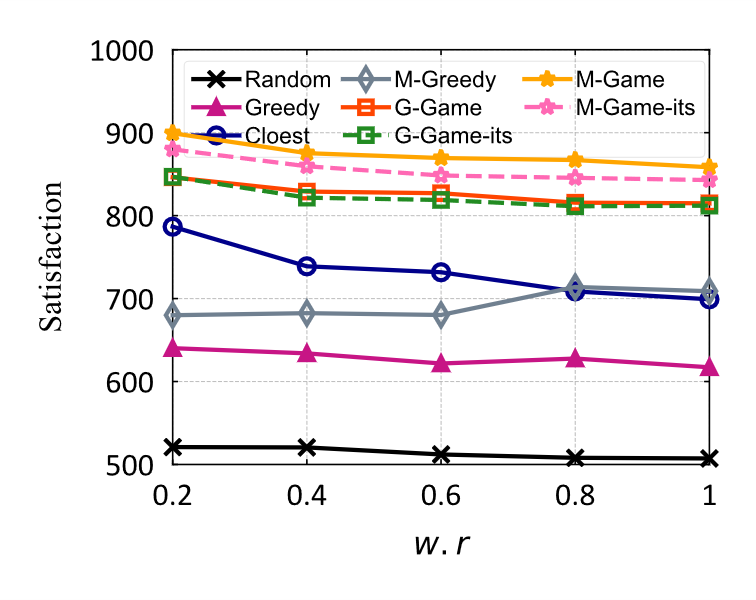 1000
Random M-Greedy M-Game
Greedy G-Game M-Game-its
900
Cloest G-Game-its
800
Satisfaction
700
600
500
0.2 0.4 0.6 0.8 1
w.r